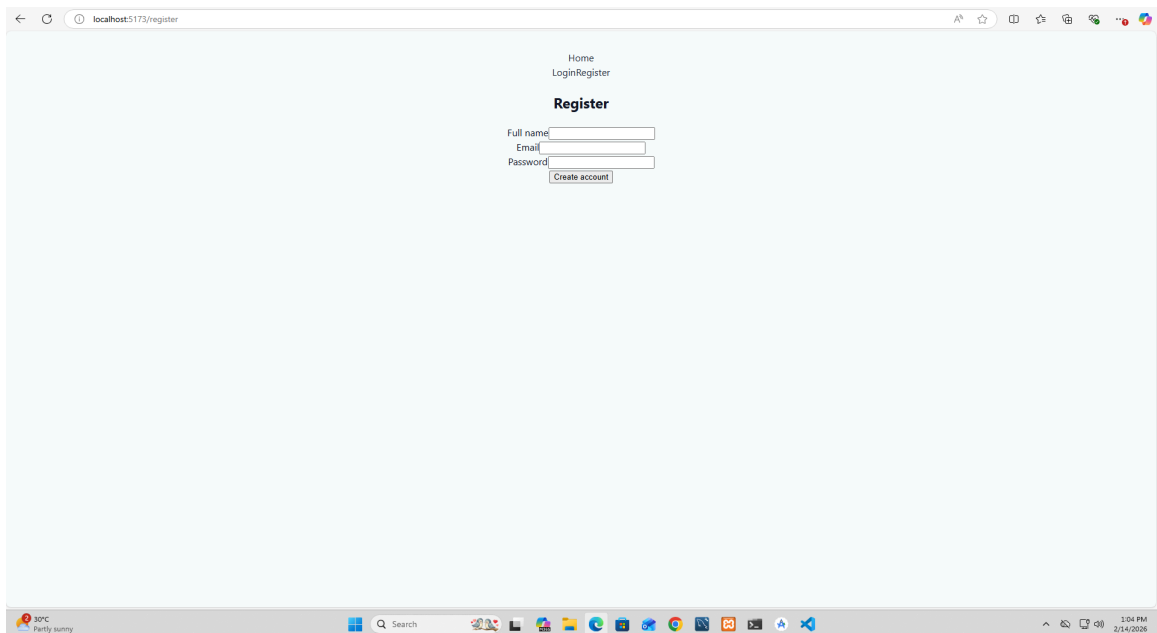 localhost:5173/register
Home
LoginRegister
Register
Full name
Email
Password
Create account
2
30°C
Partly sunny
Search
1:04 PM
2/14/2026